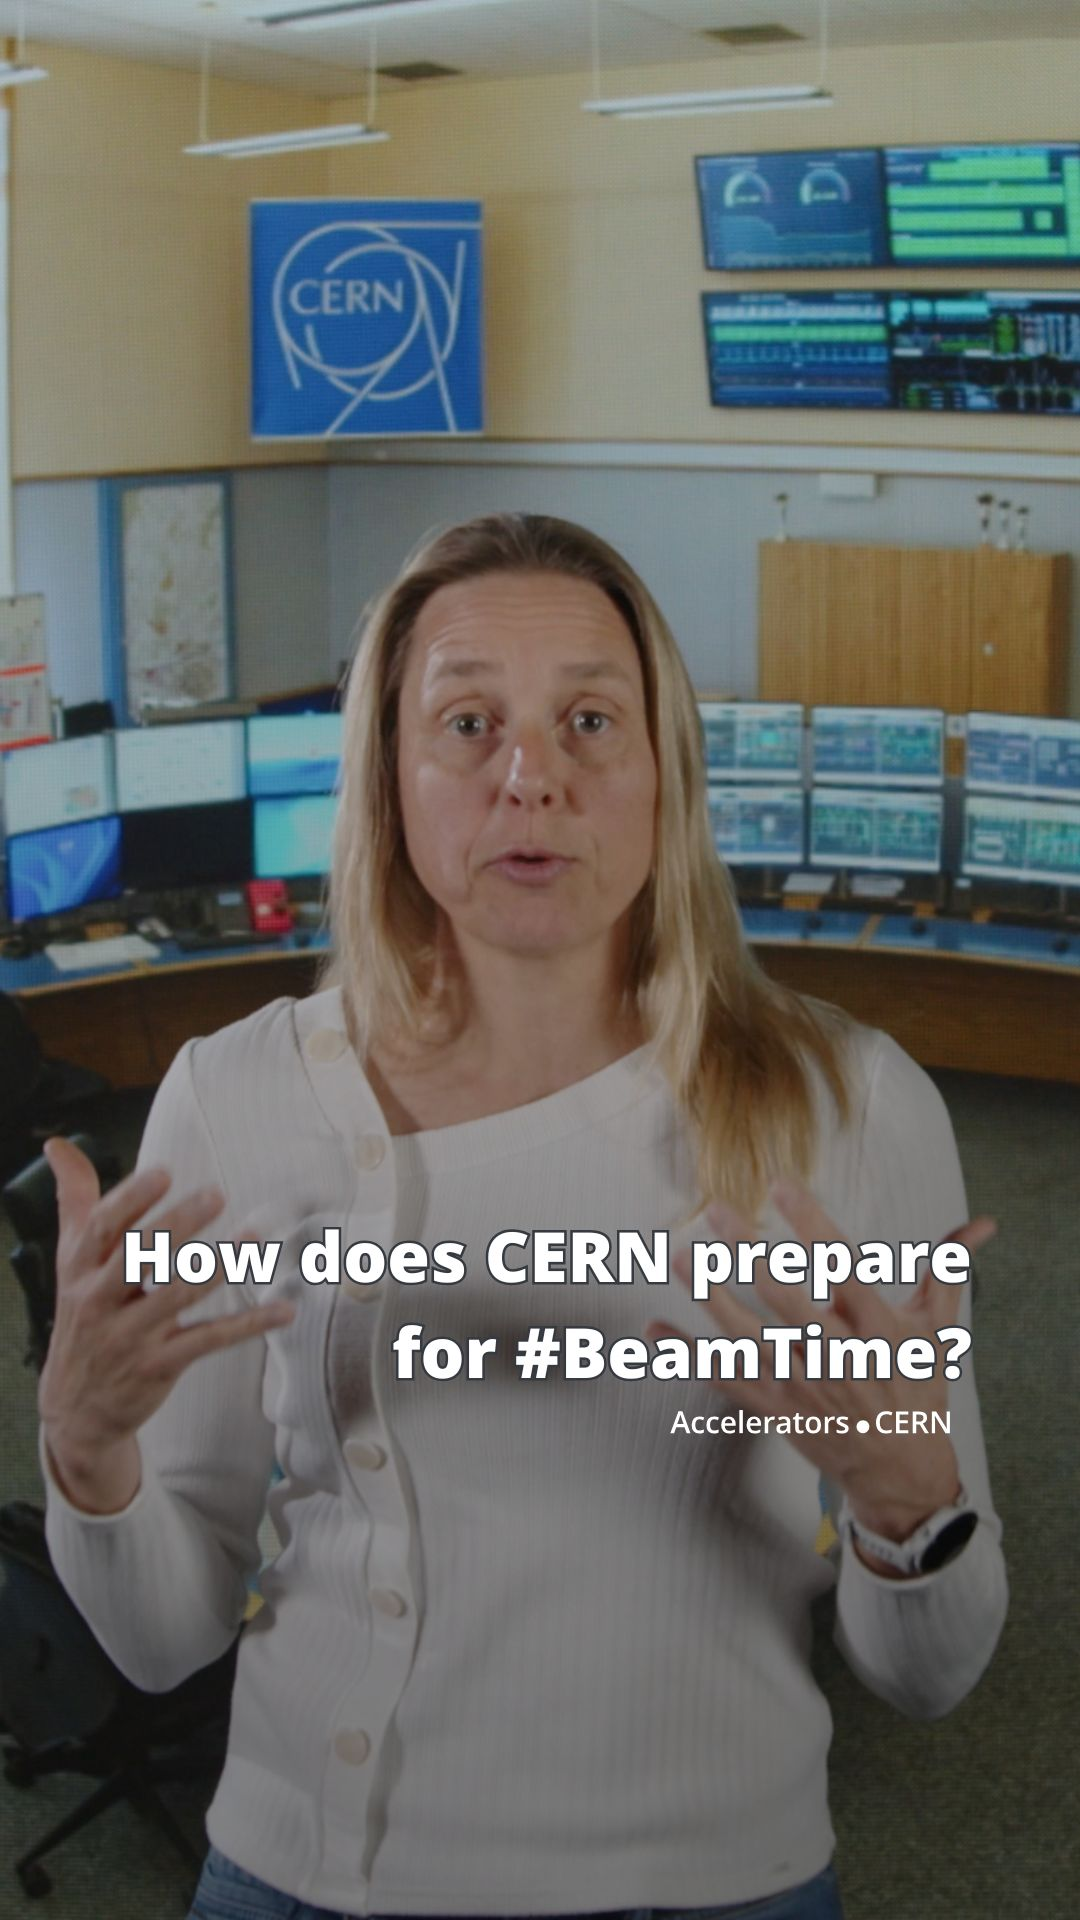 CERN
How does CERN prepare
for #BeamTime?
Accelerators • CERN